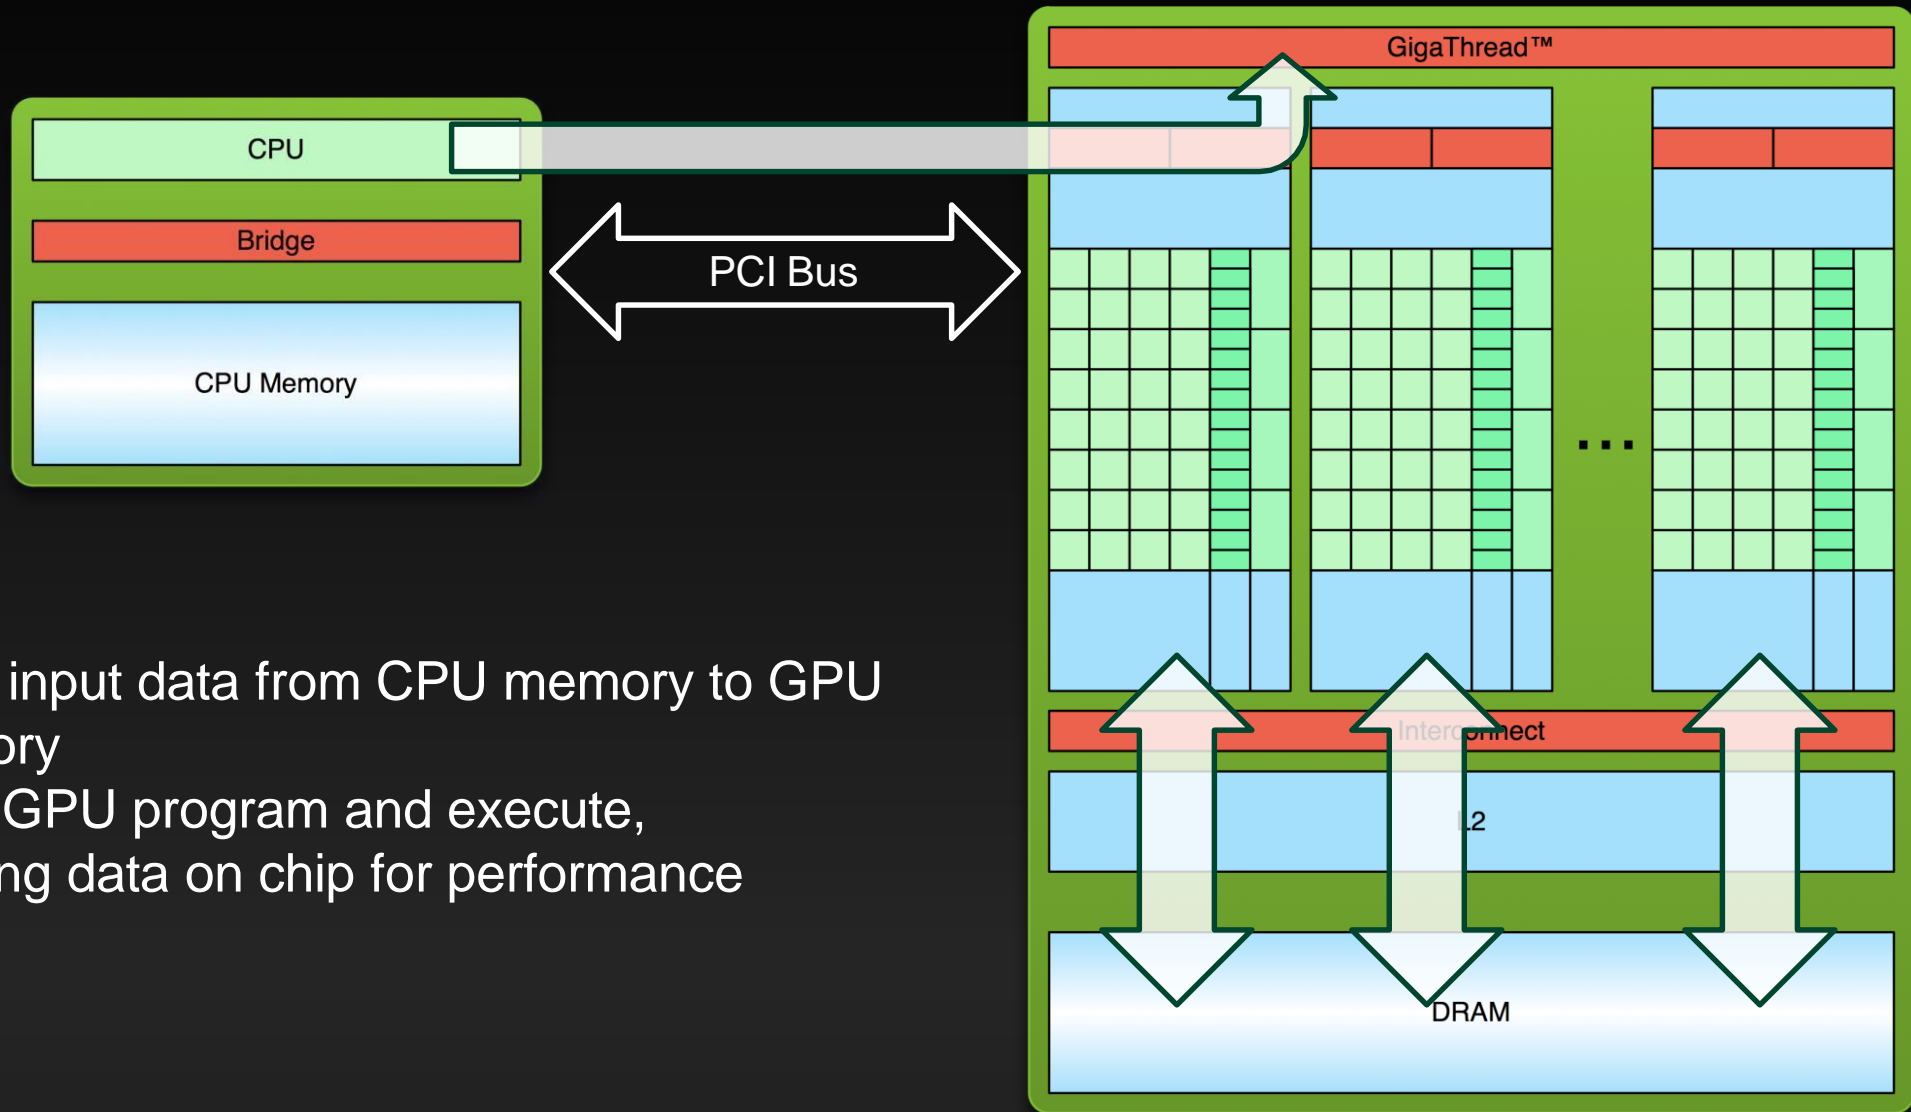 GigaThread™
CPU
Bridge
PCI Bus
CPU Memory
...
input data from CPU memory to GPU
ory
GPU program and execute,
ng data on chip for performance
Interconnect
L2
DRAM